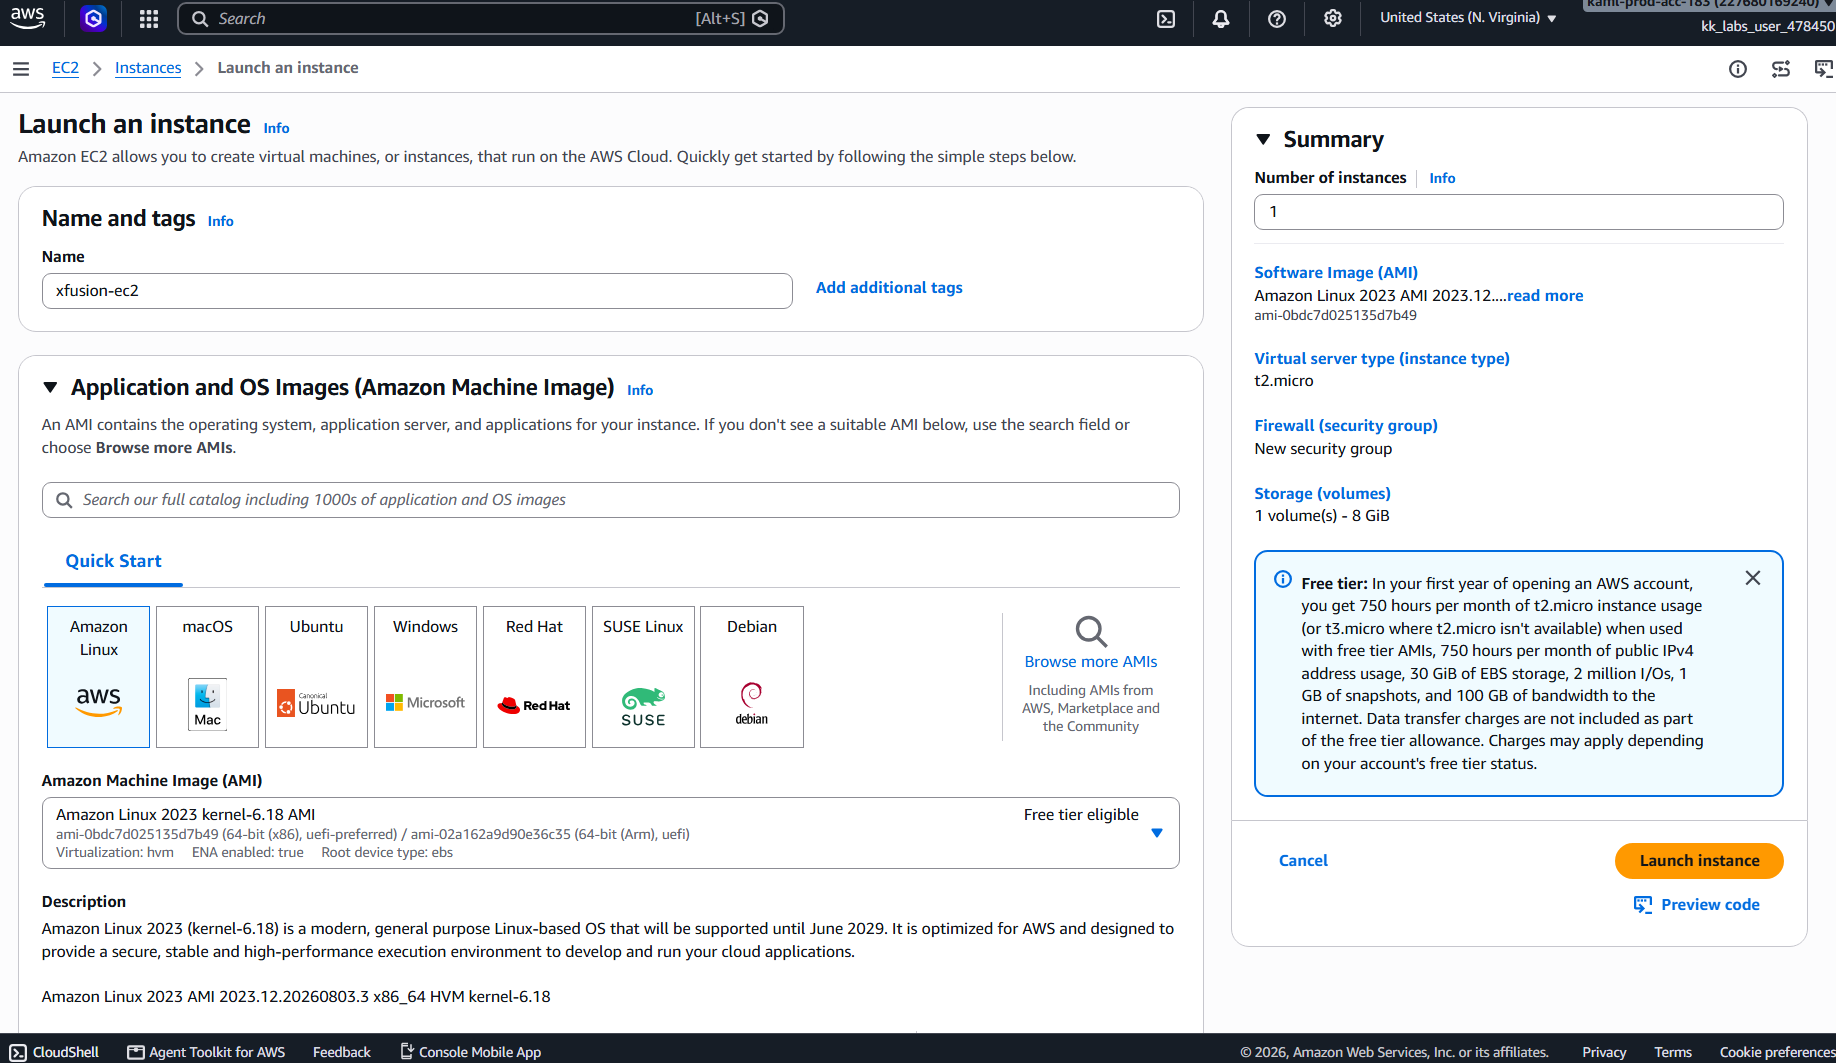 aws
Search
[Alt+S]
United States (N. Virginia)
kk_labs_user_478450
EC2
Instances
Launch an instance
Launch an instance
Info
Amazon EC2 allows you to create virtual machines, or instances, that run on the AWS Cloud. Quickly get started by following the simple steps below.
Name and tags
Info
Name
xfusion-ec2
Add additional tags
Application and OS Images (Amazon Machine Image)
Info
An AMI contains the operating system, application server, and applications for your instance. If you don't see a suitable AMI below, use the search field or
choose Browse more AMIs.
Search our full catalog including 1000s of application and OS images
Quick Start
Amazon
Linux
aws
macOS
Mac
Ubuntu
Canonical
Ubuntu
Windows
Microsoft
Red Hat
Red Hat
SUSE Linux
SUSE
Debian
debian
Browse more AMIs
Including AMIs from
AWS, Marketplace and
the Community
Amazon Machine Image (AMI)
Amazon Linux 2023 kernel-6.18 AMI
Free tier eligible
ami-0bdc7d025135d7b49 (64-bit (x86), uefi-preferred) / ami-02a162a9d90e36c35 (64-bit (Arm), uefi)
Virtualization: hvm ENA enabled: true Root device type: ebs
Description
Amazon Linux 2023 (kernel-6.18) is a modern, general purpose Linux-based OS that will be supported until June 2029. It is optimized for AWS and designed to
provide a secure, stable and high-performance execution environment to develop and run your cloud applications.
Amazon Linux 2023 AMI 2023.12.20260803.3 x86_64 HVM kernel-6.18
Summary
Number of instances
Info
1
Software Image (AMI)
Amazon Linux 2023 AMI 2023.12....read more
ami-0bdc7d025135d7b49
Virtual server type (instance type)
t2.micro
Firewall (security group)
New security group
Storage (volumes)
1 volume(s) - 8 GiB
Free tier: In your first year of opening an AWS account,
you get 750 hours per month of t2.micro instance usage
(or t3.micro where t2.micro isn't available) when used
with free tier AMIs, 750 hours per month of public IPv4
address usage, 30 GiB of EBS storage, 2 million I/Os, 1
GB of snapshots, and 100 GB of bandwidth to the
internet. Data transfer charges are not included as part
of the free tier allowance. Charges may apply depending
on your account's free tier status.
Cancel
Launch instance
Preview code
CloudShell
Agent Toolkit for AWS
Feedback
Console Mobile App
© 2026, Amazon Web Services, Inc. or its affiliates.
Privacy
Terms
Cookie preferences